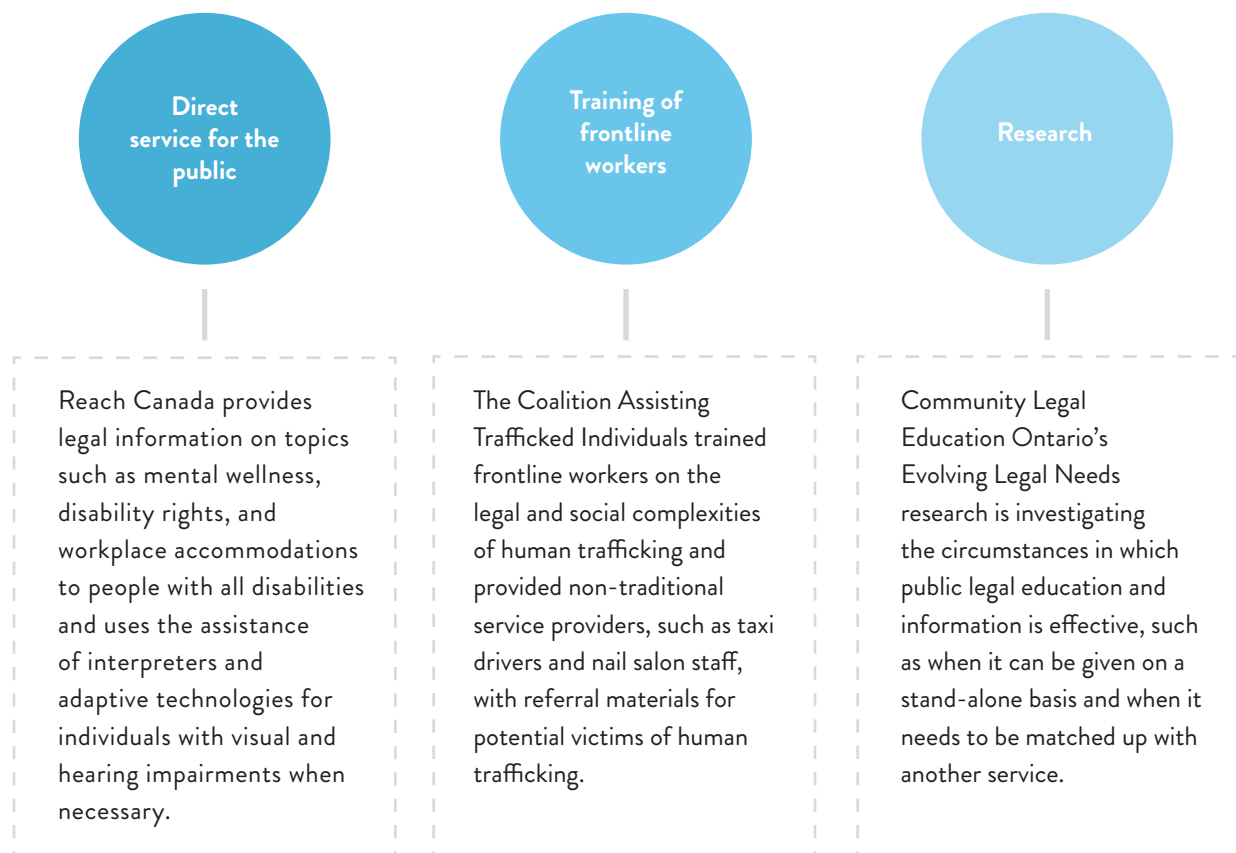 Direct
service for the
public
Training of
frontline
workers
Research
Reach Canada provides
legal information on topics
such as mental wellness,
disability rights, and
workplace accommodations
to people with all disabilities
and uses the assistance
of interpreters and
adaptive technologies for
individuals with visual and
hearing impairments when
necessary.
The Coalition Assisting
Trafficked Individuals trained
frontline workers on the
legal and social complexities
of human trafficking and
provided non-traditional
service providers, such as taxi
drivers and nail salon staff,
with referral materials for
potential victims of human
trafficking.
Community Legal
Education Ontario’s
Evolving Legal Needs
research is investigating
the circumstances in which
public legal education and
information is effective, such
as when it can be given on a
stand-alone basis and when it
needs to be matched up with
another service.